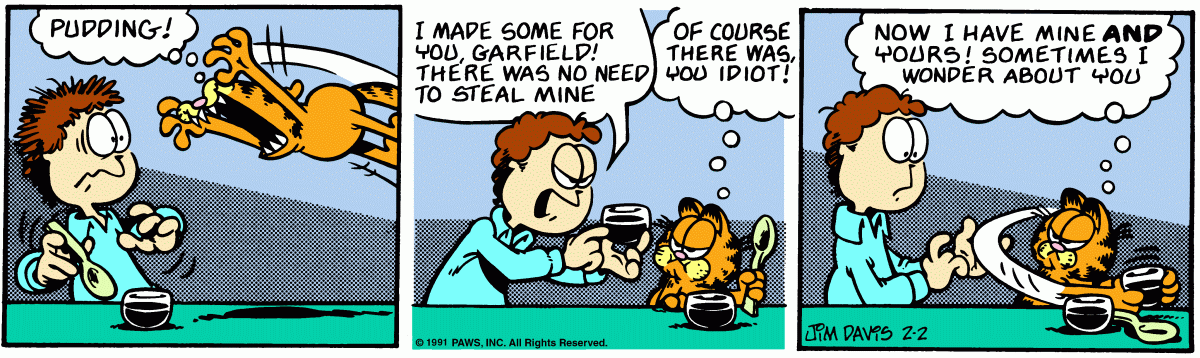 PUDDING!
I MADE SOME FOR
YOU, GARFIELD!
THERE WAS NO NEED
TO STEAL MINE
OF COURSE
THERE WAS,
YOU IDIOT!
© 1991 PAWS, INC. All Rights Reserved.
NOW I HAVE MINE AND
YOURS! SOMETIMES I
WONDER ABOUT YOU
JIM DAVIS 2-2